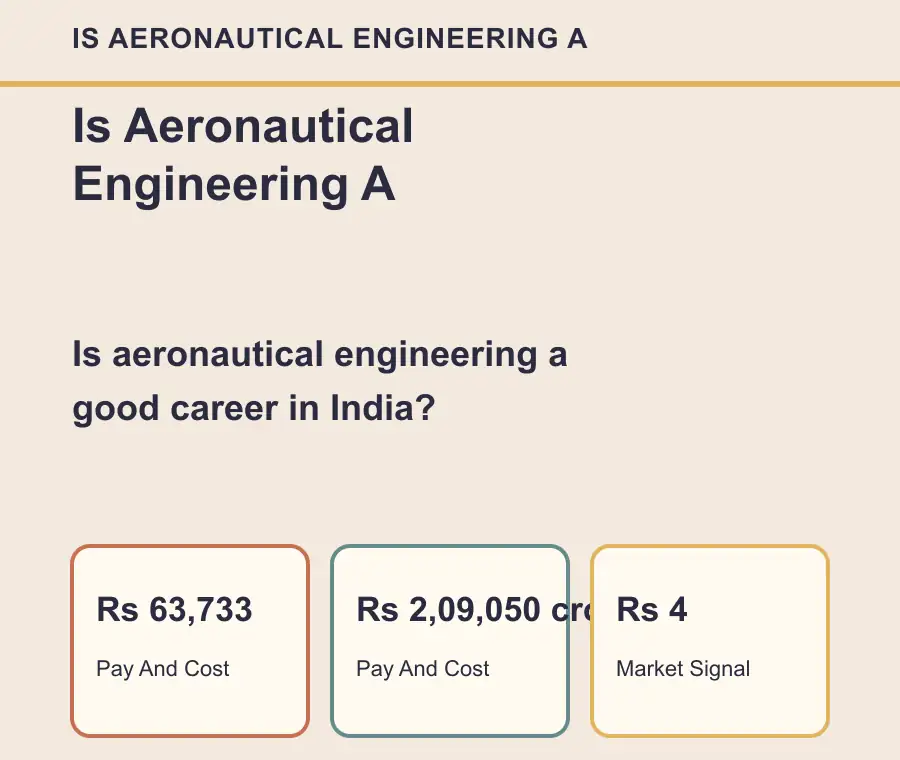 IS AERONAUTICAL ENGINEERING A
Is Aeronautical
Engineering A
Is aeronautical engineering a
good career in India?
Rs 63,733
Pay And Cost
Rs 2,09,050
Pay And Cost
Rs 4
Market Signal